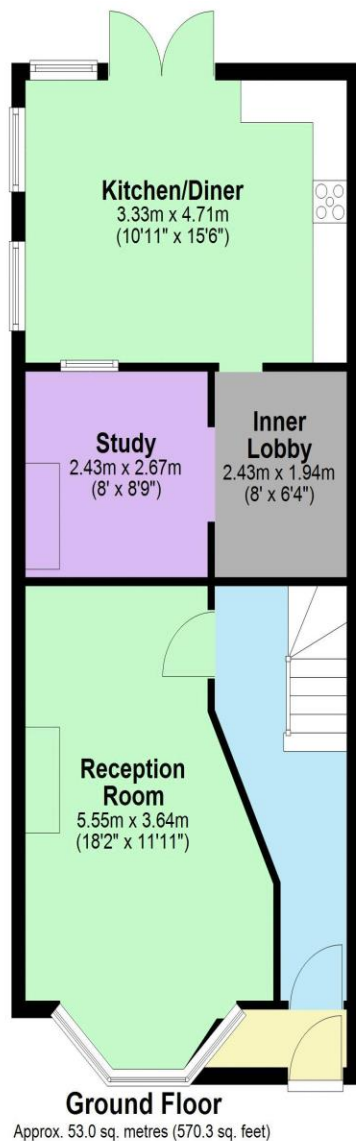 Kitchen/Diner
3.33m x 4.71m
(10'11" x 15'6")
Study
2.43m x 2.67m
(8' x 8'9")
Inner
Lobby
2.43m x 1.94m
(8' x 6'4")
Reception
Room
5.55m x 3.64m
(18'2" x 11'11")
Ground Floor
Approx. 53.0 sq. metres (570.3 sq. feet)